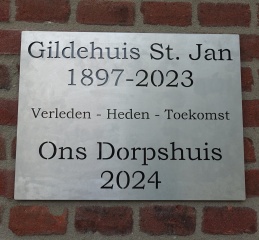 Gildehuis St. Jan
1897-2023
Verleden - Heden - Toekomst
Ons Dorpshuis
2024